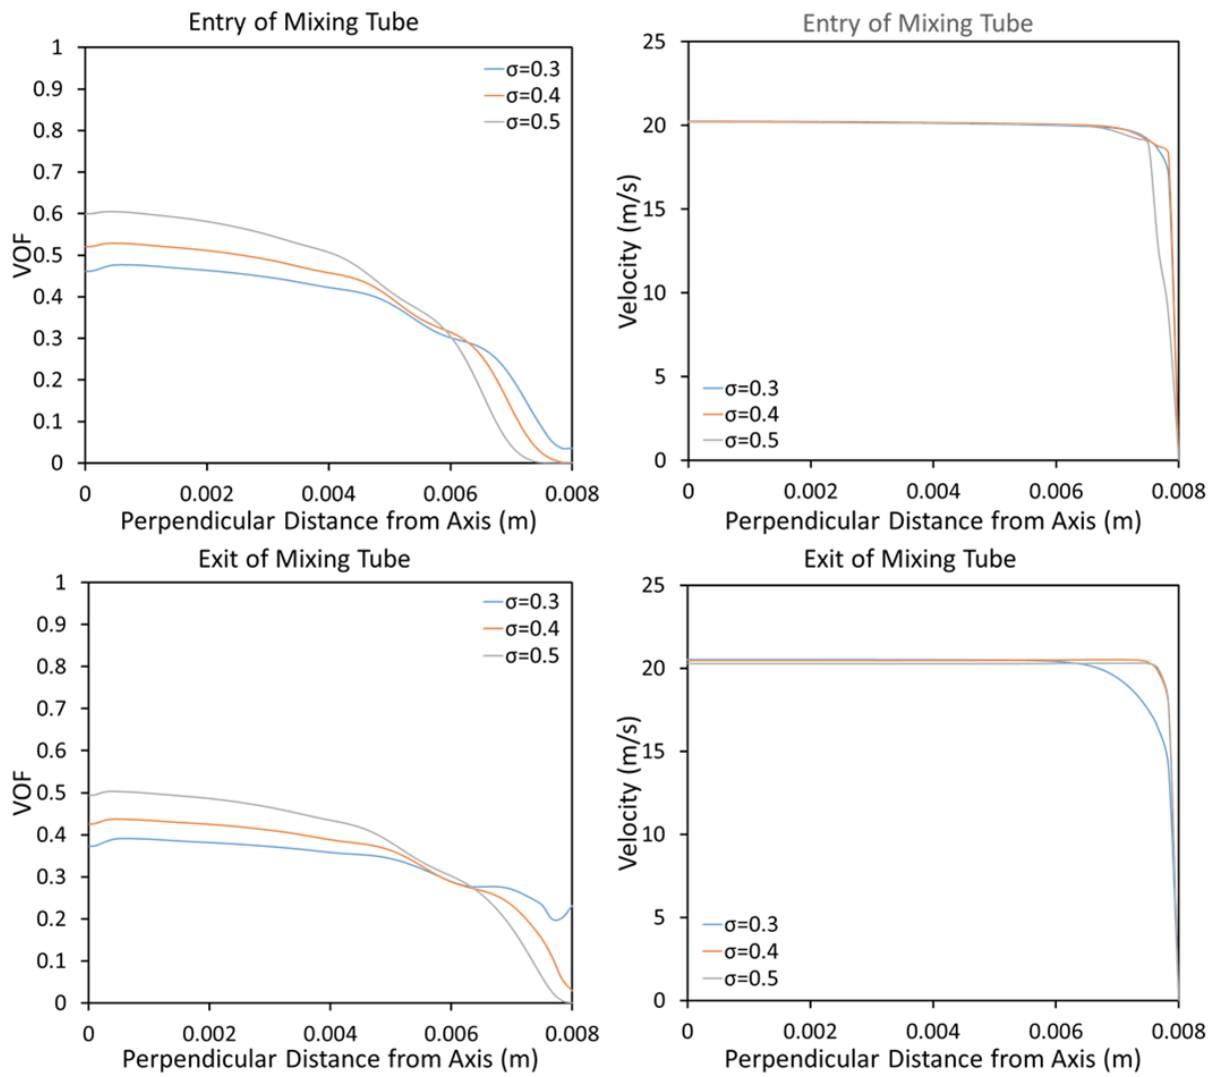 Entry of Mixing Tube
1
0.9
0.8
0.7
0.6
0.5
0.4
0.3
0.2
0.1
0
VOF
σ=0.3
σ=0.4
σ=0.5
0 0.002 0.004 0.006 0.008
Perpendicular Distance from Axis (m)
Entry of Mixing Tube
25
20
15
10
5
0
Velocity (m/s)
σ=0.3
σ=0.4
σ=0.5
0 0.002 0.004 0.006 0.008
Perpendicular Distance from Axis (m)
Exit of Mixing Tube
1
0.9
0.8
0.7
0.6
0.5
0.4
0.3
0.2
0.1
0
VOF
σ=0.3
σ=0.4
σ=0.5
0 0.002 0.004 0.006 0.008
Perpendicular Distance from Axis (m)
Exit of Mixing Tube
25
20
15
10
5
0
Velocity (m/s)
σ=0.3
σ=0.4
σ=0.5
0 0.002 0.004 0.006 0.008
Perpendicular Distance from Axis (m)